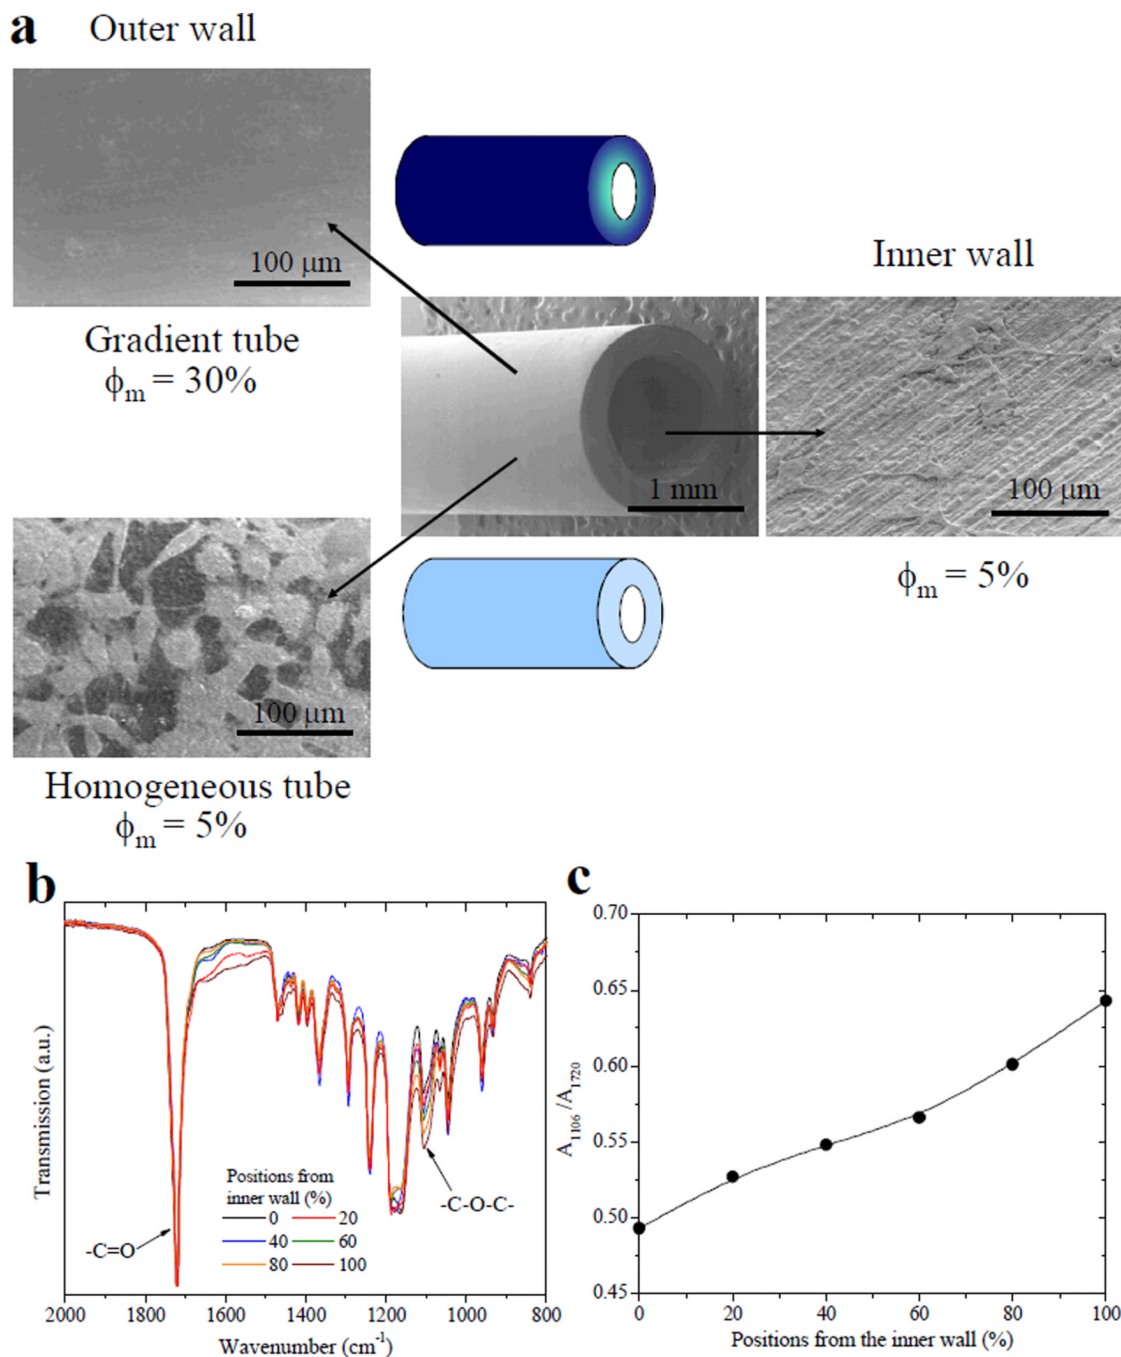 a
Outer wall
100 μm
Gradient tube
ϕm = 30%
Inner wall
1 mm
100 μm
ϕm = 5%
100 μm
Homogeneous tube
ϕm = 5%
b
Transmission (a.u.)
-C=O
Positions from
inner wall (%)
0 20
40 60
80 100
-C-O-C-
2000 1800 1600 1400 1200 1000 800
Wavenumber (cm-1)
c
A1106/A1720
0.70
0.65
0.60
0.55
0.50
0.45
0 20 40 60 80 100
Positions from the inner wall (%)